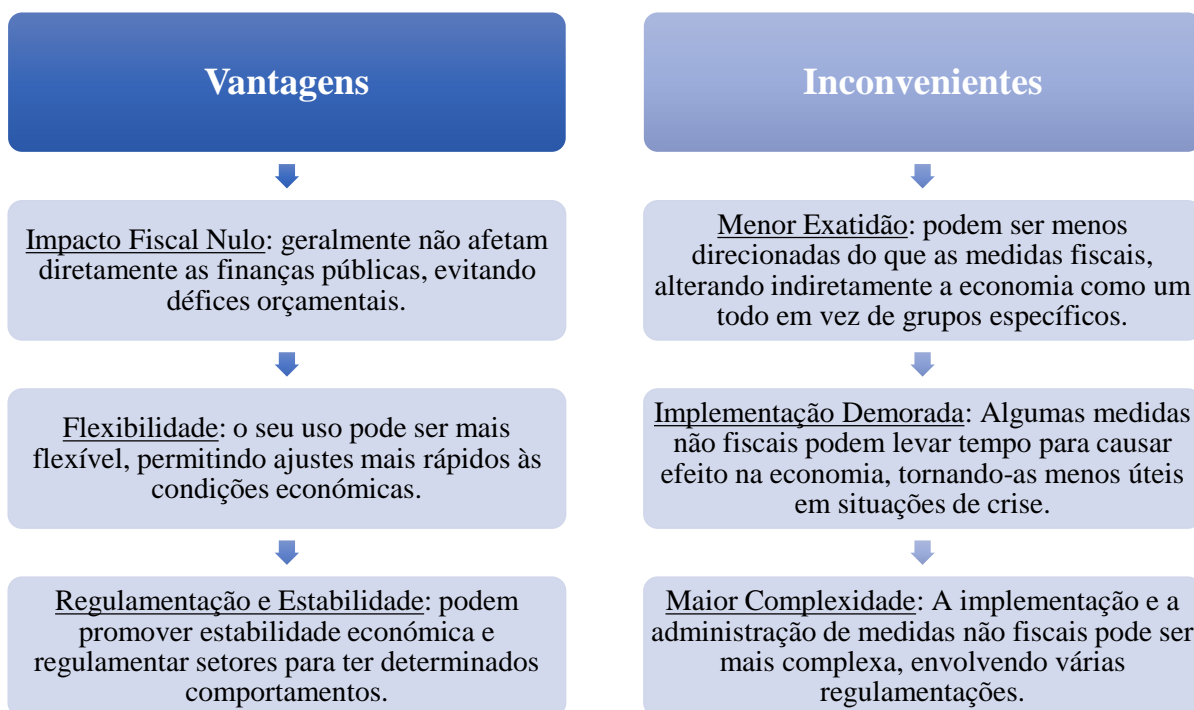 Vantagens
Impacto Fiscal Nulo: geralmente não afetam
diretamente as finanças públicas, evitando
défices orçamentais.
Flexibilidade: o seu uso pode ser mais
flexível, permitindo ajustes mais rápidos às
condições económicas.
Regulamentação e Estabilidade: podem
promover estabilidade económica e
regulamentar setores para ter determinados
comportamentos.
Inconvenientes
Menor Exatidão: podem ser menos
direcionadas do que as medidas fiscais,
alterando indiretamente a economia como um
todo em vez de grupos específicos.
Implementação Demorada: Algumas medidas
não fiscais podem levar tempo para causar
efeito na economia, tornando-as menos úteis
em situações de crise.
Maior Complexidade: A implementação e a
administração de medidas não fiscais pode ser
mais complexa, envolvendo várias
regulamentações.